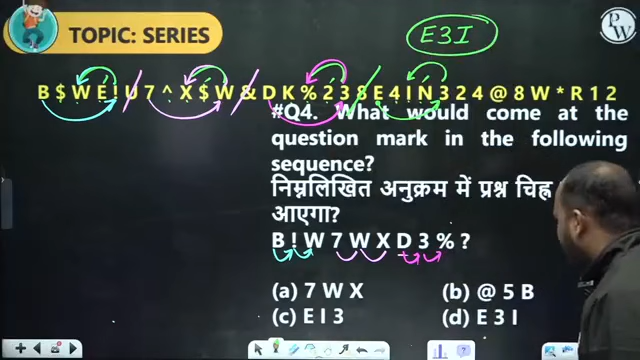 TOPIC: SERIES
E3I
PW
B $ W E ! U 7 ^ X $ W & D K % 2 3 8 E 4 I N 3 2 4 @ 8 W * R 1 2
#Q4. What would come at the
question mark in the following
sequence?
निम्नलिखित अनुक्रम में प्रश्न चिह्न
आएगा?
B ! W 7 W X D 3 % ?
(a) 7 W X
(b) @ 5 B
(c) E I 3
(d) E 3 I